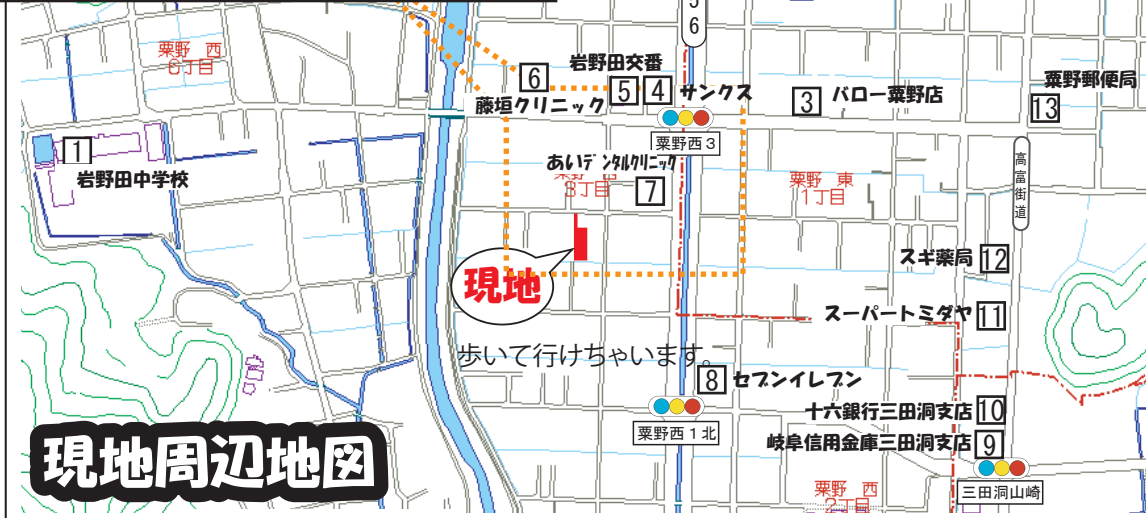 56
粟野 西
6丁目
岩野田交番
6
5
4
サンクス
藤垣クリニック
3
バロー粟野店
粟野郵便局
13
粟野西3
1
岩野田中学校
あいデンタルクリニック
3丁目
7
粟野 東
1丁目
高富街道
スギ薬局
12
現地
スーパートミダヤ
11
歩いて行けちゃいます。
8
セブンイレブン
粟野西1北
十六銀行三田洞支店
10
岐阜信用金庫三田洞支店
9
三田洞山崎
粟野 西
2丁目
現地周辺地図